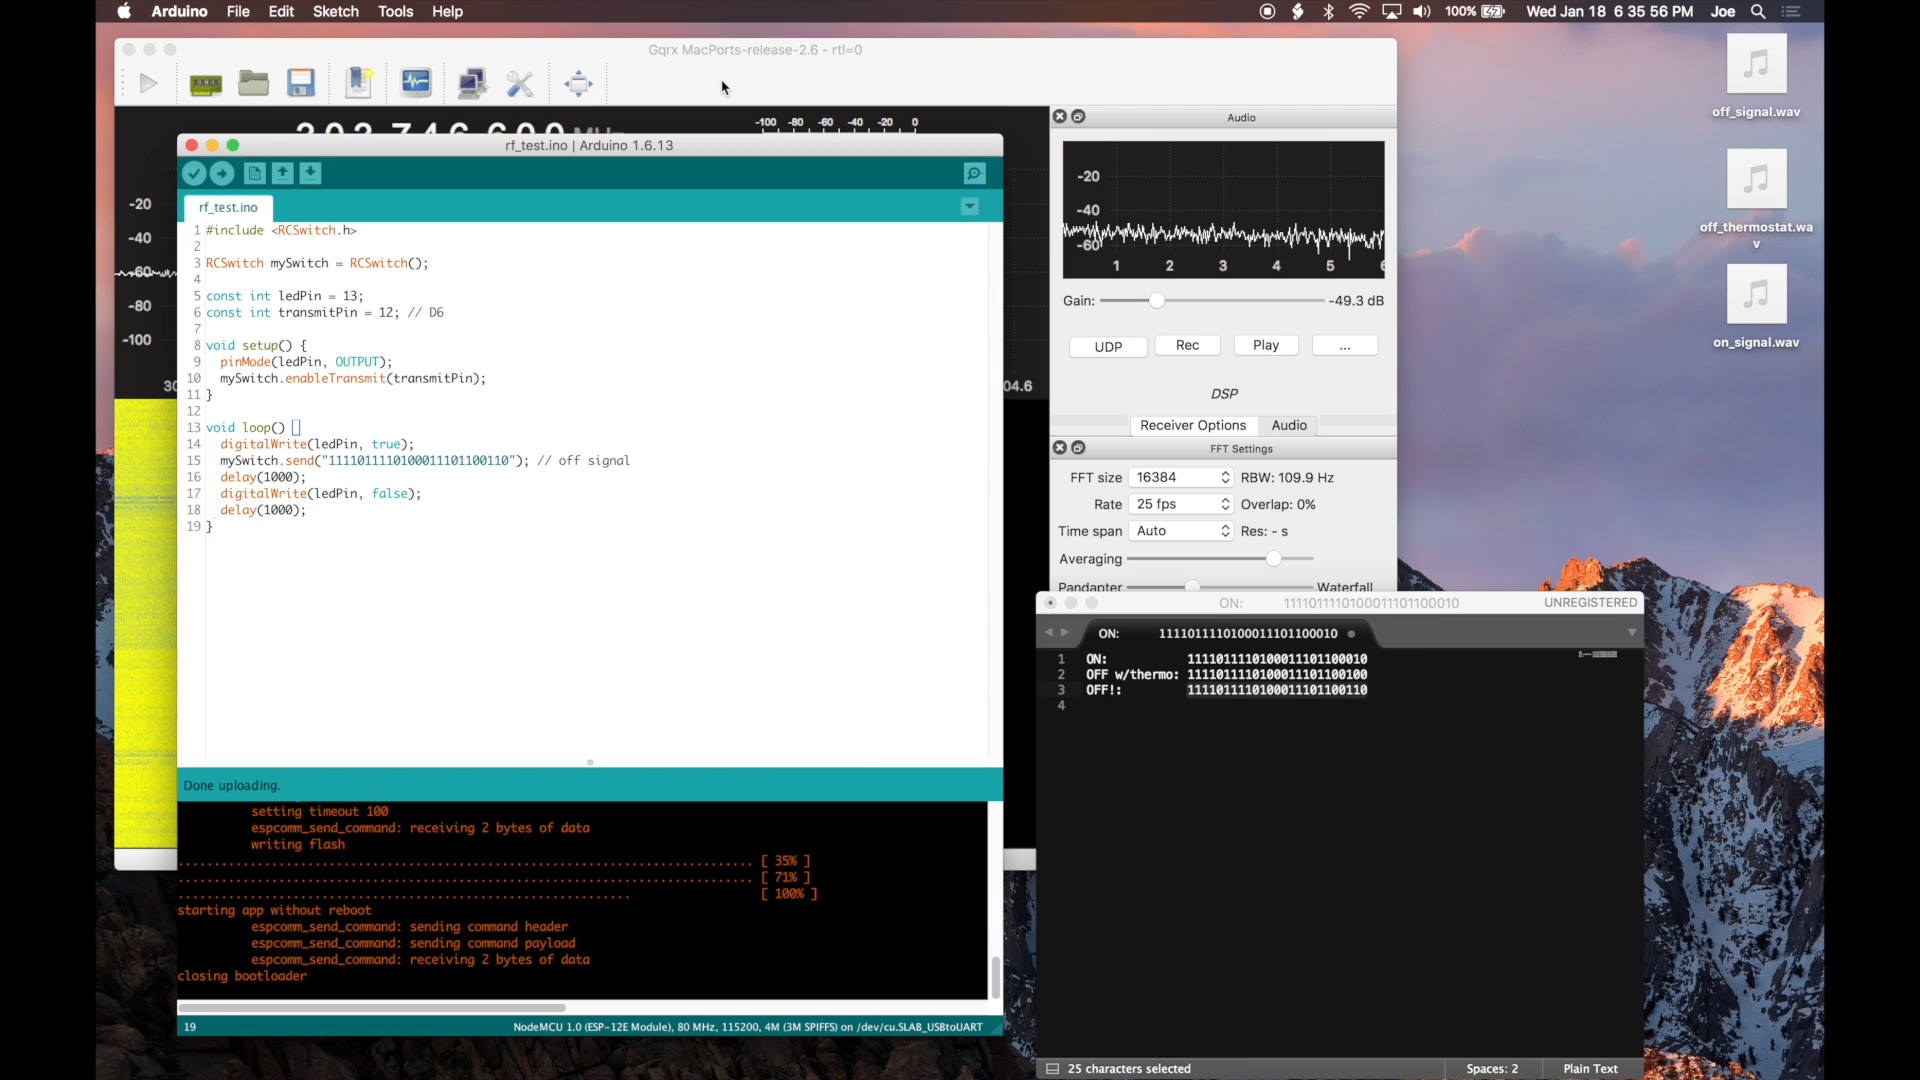 Arduino File Edit Sketch Tools Help
100% Wed Jan 18 6 35 56 PM Joe
Gqrx MacPorts-release-2.6 - rtl=0
-100 -80 -60 -40 -20 0
-20
-40
-60
-80
-100
04.6
rf_test.ino | Arduino 1.6.13
rf_test.ino
1 #include <RCSwitch.h>
2
3 RCSwitch mySwitch = RCSwitch();
4
5 const int ledPin = 13;
6 const int transmitPin = 12; // D6
7
8 void setup() {
9 pinMode(ledPin, OUTPUT);
10 mySwitch.enableTransmit(transmitPin);
11 }
12
13 void loop() {
14 digitalWrite(ledPin, true);
15 mySwitch.send("1111011110100011101100110"); // off signal
16 delay(1000);
17 digitalWrite(ledPin, false);
18 delay(1000);
19 }
Done uploading.
setting timeout 100
espcomm_send_command: receiving 2 bytes of data
writing flash
[ 35% ]
[ 71% ]
[ 100% ]
starting app without reboot
espcomm_send_command: sending command header
espcomm_send_command: sending command payload
espcomm_send_command: receiving 2 bytes of data
closing bootloader
19
NodeMCU 1.0 (ESP-12E Module), 80 MHz, 115200, 4M (3M SPIFFS) on /dev/cu.SLAB_USBtoUART
Audio
-20
-40
-60
1 2 3 4 5
Gain: -49.3 dB
UDP Rec Play ...
DSP
Receiver Options Audio
FFT Settings
FFT size 16384 RBW: 109.9 Hz
Rate 25 fps Overlap: 0%
Time span Auto Res: - s
Averaging
Pandapter Waterfall
ON: 1111011110100011101100010 UNREGISTERED
ON: 1111011110100011101100010
1 ON: 1111011110100011101100010
2 OFF w/thermo: 1111011110100011101100100
3 OFF!: 1111011110100011101100110
4
25 characters selected Spaces: 2 Plain Text
off_signal.wav
off_thermostat.wa
v
on_signal.wav